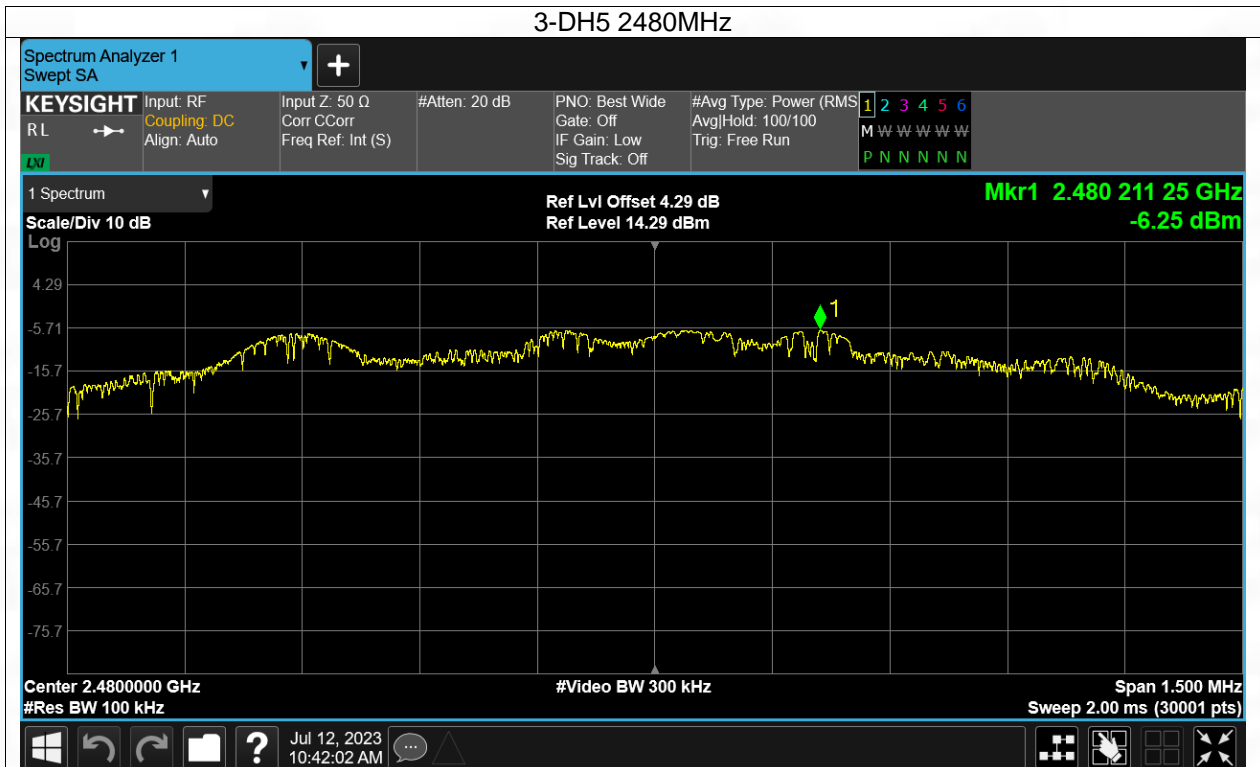 3-DH5 2480MHz
Spectrum Analyzer 1
Swept SA
KEYSIGHT
R L
LXI
Input: RF
Coupling: DC
Align: Auto
Input Z: 50 Ω
Corr CCorr
Freq Ref: Int (S)
#Atten: 20 dB
PNO: Best Wide
Gate: Off
IF Gain: Low
Sig Track: Off
#Avg Type: Power (RMS
Avg|Hold: 100/100
Trig: Free Run
1 2 3 4 5 6
M W W W W W
P N N N N N
1 Spectrum
Scale/Div 10 dB
Ref Lvl Offset 4.29 dB
Ref Level 14.29 dBm
Mkr1 2.480 211 25 GHz
-6.25 dBm
Log
4.29
-5.71
-15.7
-25.7
-35.7
-45.7
-55.7
-65.7
-75.7
1
Center 2.4800000 GHz
#Res BW 100 kHz
#Video BW 300 kHz
Span 1.500 MHz
Sweep 2.00 ms (30001 pts)
?
Jul 12, 2023
10:42:02 AM